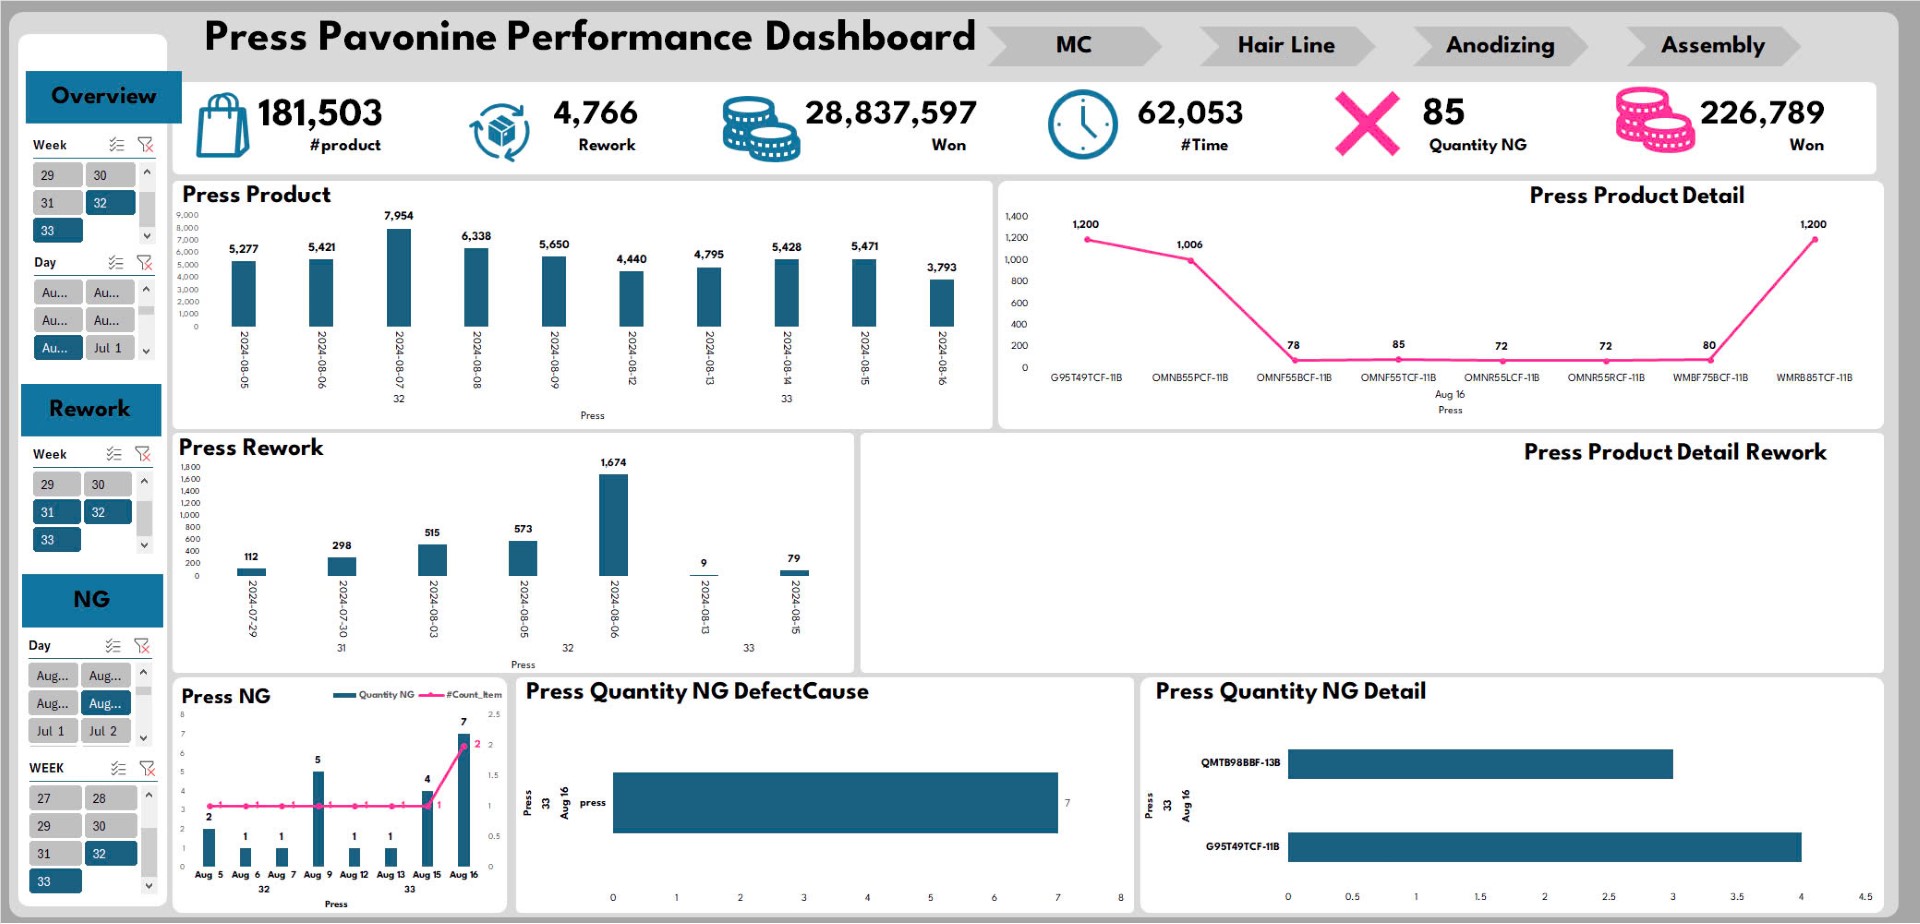 Press Pavonine Performance Dashboard
MC
Hair Line
Anodizing
Assembly
Overview
181,503
#product
4,766
Rework
28,837,597
Won
62,053
#Time
85
Quantity NG
226,789
Won
Week
29 30
31 32
33
Day
Au... Au...
Au... Au...
Au... Jul 1
Rework
Week
29 30
31 32
33
NG
Day
Aug... Aug...
Aug... Aug...
Jul 1 Jul 2
WEEK
27 28
29 30
31 32
33
Press Product
9,000
8,000
7,000
6,000
5,000
4,000
3,000
2,000
1,000
0
5,277
5,421
7,954
6,338
5,650
4,440
4,795
5,428
5,471
3,793
2024-08-05
2024-08-06
2024-08-07
2024-08-08
2024-08-09
2024-08-12
2024-08-13
2024-08-14
2024-08-15
2024-08-16
32 33
Press
Press Product Detail
1,400
1,200
1,000
800
600
400
200
0
1,200
1,006
78
85
72
72
80
1,200
G95T49TCF-11B
OMNB55PCF-11B
OMNF55BCF-11B
OMNF55TCF-11B
OMNR55LCF-11B
OMNR55RCF-11B
WMBF75BCF-11B
WMRB85TCF-11B
Aug 16
Press
Press Rework
1,800
1,600
1,400
1,200
1,000
800
600
400
200
0
112
298
515
573
1,674
9
79
2024-07-29
2024-07-30
2024-08-03
2024-08-05
2024-08-06
2024-08-13
2024-08-15
31 32 33
Press
Press Product Detail Rework
Press NG
Quantity NG
#Count_Item
8
7
6
5
4
3
2
1
0
2.5
2
1.5
1
0.5
0
2
1
1
5
1
1
4
7
1
1
1
1
1
1
1
2
Aug 5 Aug 6 Aug 7 Aug 9 Aug 12 Aug 13 Aug 15 Aug 16
32 33
Press
Press Quantity NG DefectCause
Press
33
Aug 16
press
7
0 1 2 3 4 5 6 7 8
Press Quantity NG Detail
Press
33
Aug 16
QMTB98BBF-13B
G95T49TCF-11B
0 0.5 1 1.5 2 2.5 3 3.5 4 4.5